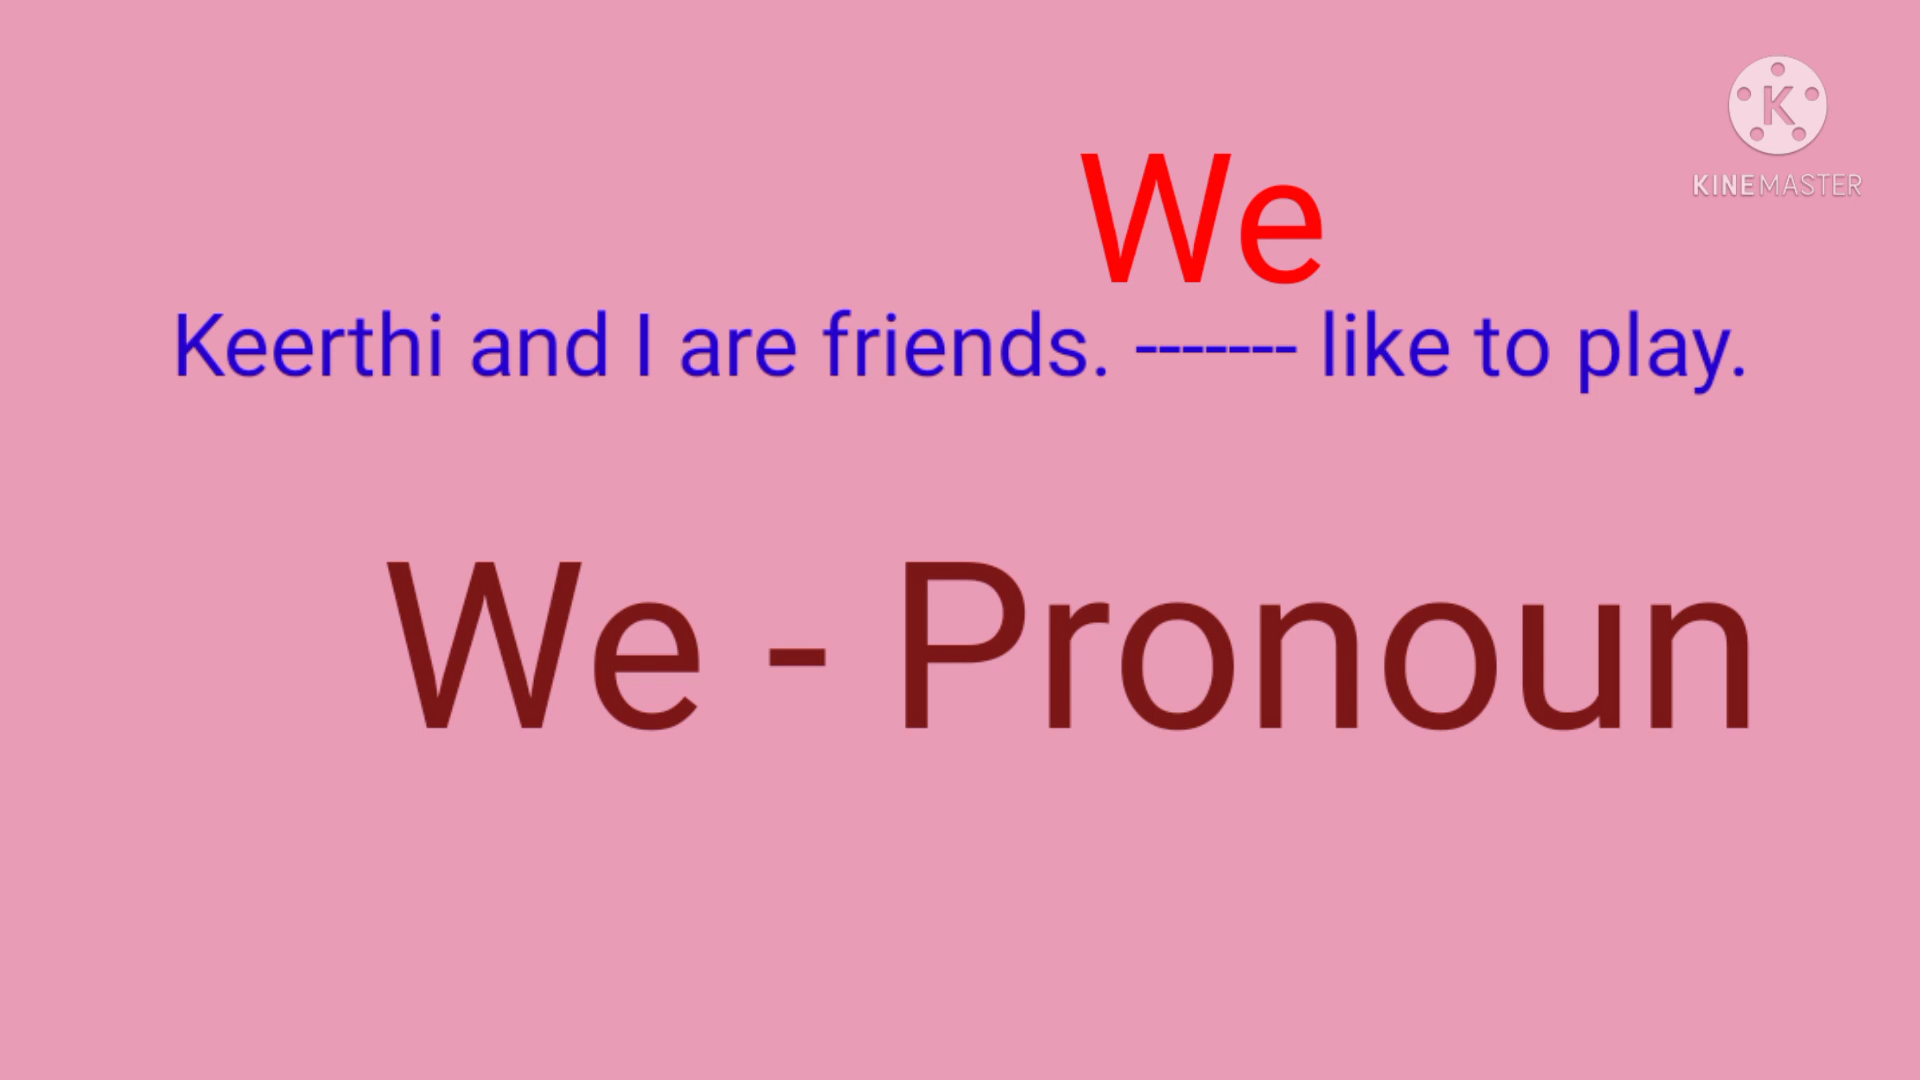 We
K
KINEMASTER
Keerthi and I are friends. ------- like to play.
We - Pronoun